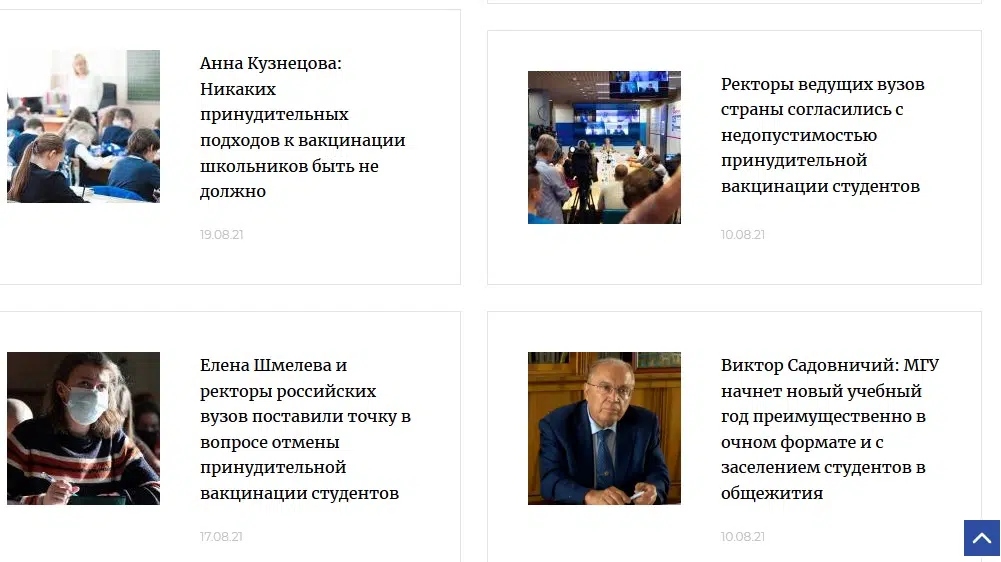 Анна Кузнецова:
Никаких
принудительных
подходов к вакцинации
школьников быть не
должно
19.08.21
Ректоры ведущих вузов
страны согласились с
недопустимостью
принудительной
вакцинации студентов
10.08.21
Елена Шмелева и
ректоры российских
вузов поставили точку в
вопросе отмены
принудительной
вакцинации студентов
17.08.21
Виктор Садовничий: МГУ
начнет новый учебный
год преимущественно в
очном формате и с
заселением студентов в
общежития
10.08.21